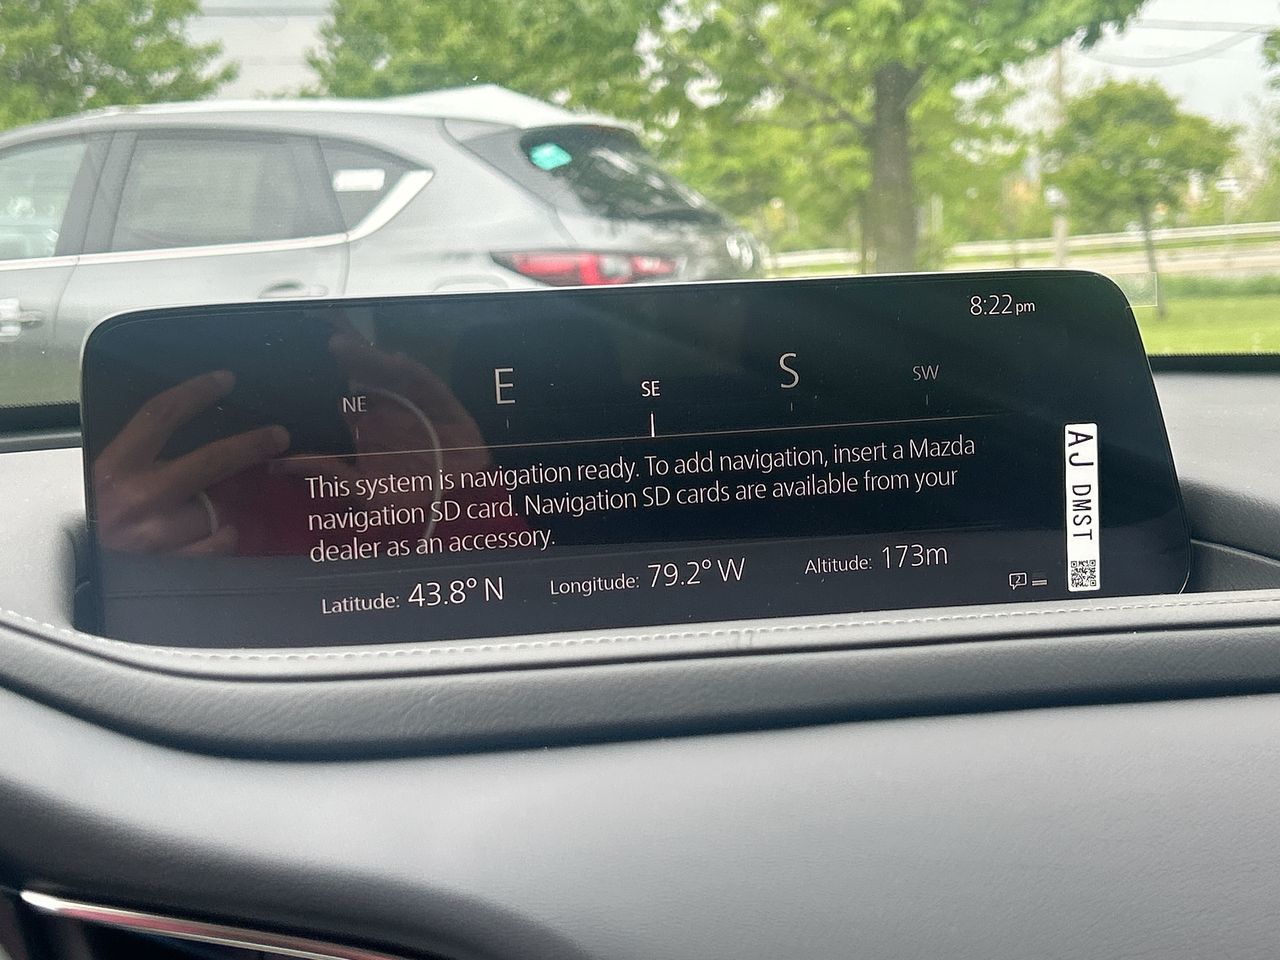 8:22 pm
NE E SE S SW
This system is navigation ready. To add navigation, insert a Mazda
navigation SD card. Navigation SD cards are available from your
dealer as an accessory.
Latitude: 43.8° N Longitude: 79.2° W Altitude: 173m
AJ DMST